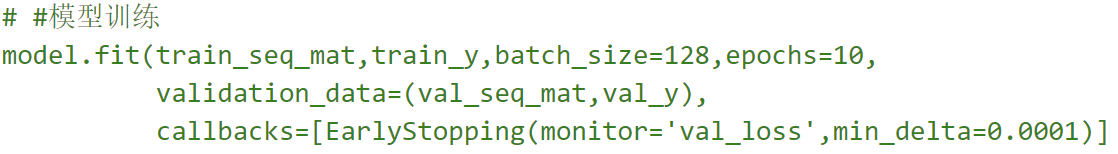 # #模型训练
model.fit(train_seq_mat,train_y,batch_size=128,epochs=10,
validation_data=(val_seq_mat,val_y),
callbacks=[EarlyStopping(monitor='val_loss',min_delta=0.0001)]